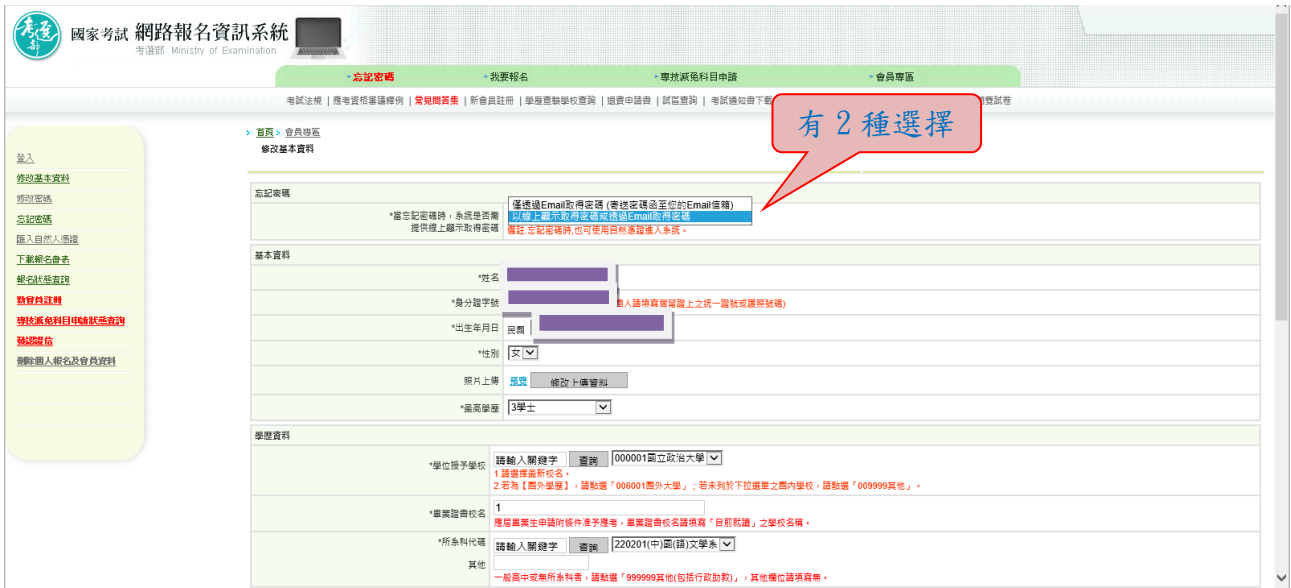 考選部
國家考試 網路報名資訊系統
考選部 Ministry of Examination
忘記密碼 我要報名 專技減免科目申請 會員專區
考試法規 | 應考資格審議釋例 | 常見問答集 | 新會員註冊 | 學歷查驗學校查詢 | 退費申請書 | 試區查詢 | 考試通知書下載
有 2 種選擇
> 首頁 > 會員專區
修改基本資料
登入
修改基本資料
修改密碼
忘記密碼
匯入自然人憑證
下載報名書表
報名狀態查詢
新會員註冊
專技減免科目申請狀態查詢
確認繳信
刪除個人報名及會員資料
忘記密碼
*當忘記密碼時,系統是否需提供線上顯示取得密碼
僅透過Email取得密碼 (寄送密碼函至您的Email信箱)
以線上顯示取得密碼或透過Email取得密碼
備註:忘記密碼時,也可使用自然憑證進入系統。
基本資料
*姓名
*身分證字號
人請填寫居留證上之統一證號或護照號碼)
*出生年月日 民國
*性別 女
照片上傳 預覽 修改上傳資料
*最高學歷 3學士
學歷資料
*學位授予學校 請輸入關鍵字 查詢 000001國立政治大學
1.請選擇最新校名。
2.若為【國外學歷】,請點選「006001國外大學」;若未列於下拉選單之國內學校,請點選「009999其他」。
*畢業證書校名 1
應屆畢業生申請附條件准予應考,畢業證書校名請填寫「目前就讀」之學校名稱。
*所系科代碼 請輸入關鍵字 查詢 220201(中)國(語)文學系
其他
一般高中或無所系科者,請點選「999999其他(包括行政助教)」,其他欄位請填寫無。